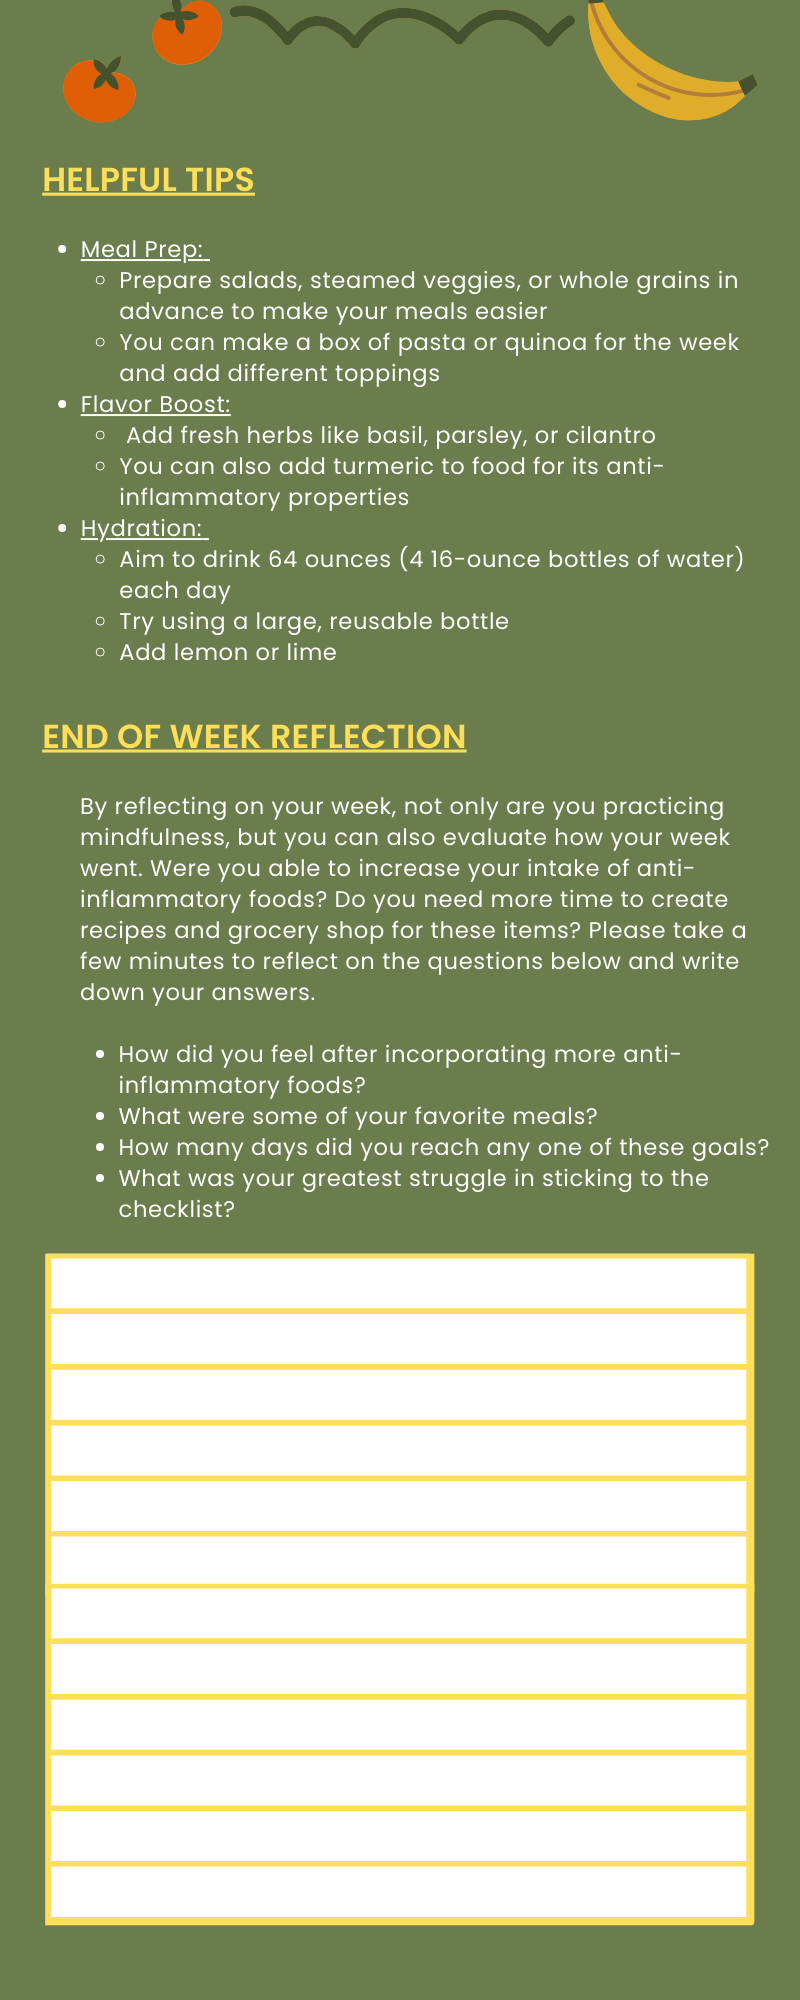 HELPFUL TIPS
• Meal Prep:
◦ Prepare salads, steamed veggies, or whole grains in
advance to make your meals easier
◦ You can make a box of pasta or quinoa for the week
and add different toppings
• Flavor Boost:
◦ Add fresh herbs like basil, parsley, or cilantro
◦ You can also add turmeric to food for its anti-
inflammatory properties
• Hydration:
◦ Aim to drink 64 ounces (4 16-ounce bottles of water)
each day
◦ Try using a large, reusable bottle
◦ Add lemon or lime
END OF WEEK REFLECTION
By reflecting on your week, not only are you practicing
mindfulness, but you can also evaluate how your week
went. Were you able to increase your intake of anti-
inflammatory foods? Do you need more time to create
recipes and grocery shop for these items? Please take a
few minutes to reflect on the questions below and write
down your answers.
• How did you feel after incorporating more anti-
inflammatory foods?
• What were some of your favorite meals?
• How many days did you reach any one of these goals?
• What was your greatest struggle in sticking to the
checklist?